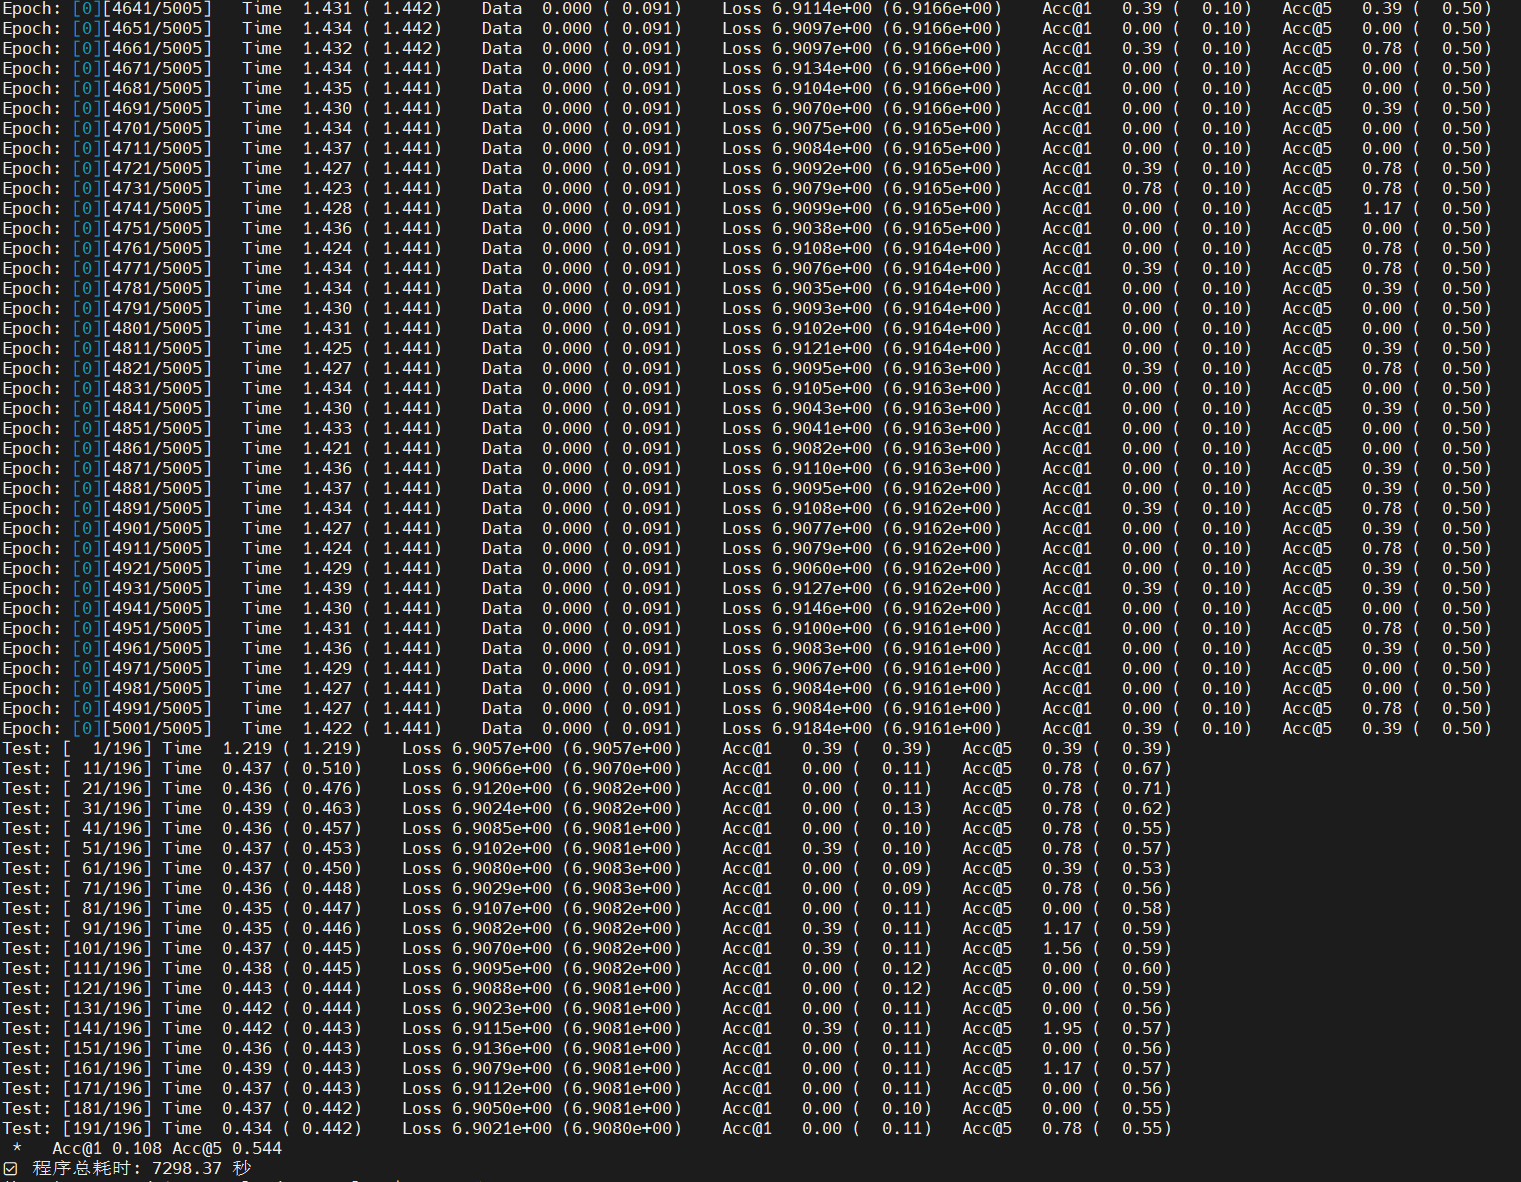 Epoch: [0][4641/5005]   Time  1.431 ( 1.442)    Data  0.000 ( 0.091)    Loss 6.9114e+00 (6.9166e+00)    Acc@1   0.39 (  0.10)   Acc@5   0.39 (  0.50)
Epoch: [0][4651/5005]   Time  1.434 ( 1.442)    Data  0.000 ( 0.091)    Loss 6.9097e+00 (6.9166e+00)    Acc@1   0.00 (  0.10)   Acc@5   0.00 (  0.50)
Epoch: [0][4661/5005]   Time  1.432 ( 1.442)    Data  0.000 ( 0.091)    Loss 6.9097e+00 (6.9166e+00)    Acc@1   0.39 (  0.10)   Acc@5   0.78 (  0.50)
Epoch: [0][4671/5005]   Time  1.434 ( 1.441)    Data  0.000 ( 0.091)    Loss 6.9134e+00 (6.9166e+00)    Acc@1   0.00 (  0.10)   Acc@5   0.00 (  0.50)
Epoch: [0][4681/5005]   Time  1.435 ( 1.441)    Data  0.000 ( 0.091)    Loss 6.9104e+00 (6.9166e+00)    Acc@1   0.00 (  0.10)   Acc@5   0.00 (  0.50)
Epoch: [0][4691/5005]   Time  1.430 ( 1.441)    Data  0.000 ( 0.091)    Loss 6.9070e+00 (6.9166e+00)    Acc@1   0.00 (  0.10)   Acc@5   0.39 (  0.50)
Epoch: [0][4701/5005]   Time  1.434 ( 1.441)    Data  0.000 ( 0.091)    Loss 6.9075e+00 (6.9165e+00)    Acc@1   0.00 (  0.10)   Acc@5   0.00 (  0.50)
Epoch: [0][4711/5005]   Time  1.437 ( 1.441)    Data  0.000 ( 0.091)    Loss 6.9084e+00 (6.9165e+00)    Acc@1   0.00 (  0.10)   Acc@5   0.00 (  0.50)
Epoch: [0][4721/5005]   Time  1.427 ( 1.441)    Data  0.000 ( 0.091)    Loss 6.9092e+00 (6.9165e+00)    Acc@1   0.39 (  0.10)   Acc@5   0.78 (  0.50)
Epoch: [0][4731/5005]   Time  1.423 ( 1.441)    Data  0.000 ( 0.091)    Loss 6.9079e+00 (6.9165e+00)    Acc@1   0.78 (  0.10)   Acc@5   0.78 (  0.50)
Epoch: [0][4741/5005]   Time  1.428 ( 1.441)    Data  0.000 ( 0.091)    Loss 6.9099e+00 (6.9165e+00)    Acc@1   0.00 (  0.10)   Acc@5   1.17 (  0.50)
Epoch: [0][4751/5005]   Time  1.436 ( 1.441)    Data  0.000 ( 0.091)    Loss 6.9038e+00 (6.9165e+00)    Acc@1   0.00 (  0.10)   Acc@5   0.00 (  0.50)
Epoch: [0][4761/5005]   Time  1.424 ( 1.441)    Data  0.000 ( 0.091)    Loss 6.9108e+00 (6.9164e+00)    Acc@1   0.00 (  0.10)   Acc@5   0.78 (  0.50)
Epoch: [0][4771/5005]   Time  1.434 ( 1.441)    Data  0.000 ( 0.091)    Loss 6.9076e+00 (6.9164e+00)    Acc@1   0.39 (  0.10)   Acc@5   0.78 (  0.50)
Epoch: [0][4781/5005]   Time  1.434 ( 1.441)    Data  0.000 ( 0.091)    Loss 6.9035e+00 (6.9164e+00)    Acc@1   0.00 (  0.10)   Acc@5   0.39 (  0.50)
Epoch: [0][4791/5005]   Time  1.430 ( 1.441)    Data  0.000 ( 0.091)    Loss 6.9093e+00 (6.9164e+00)    Acc@1   0.00 (  0.10)   Acc@5   0.00 (  0.50)
Epoch: [0][4801/5005]   Time  1.431 ( 1.441)    Data  0.000 ( 0.091)    Loss 6.9102e+00 (6.9164e+00)    Acc@1   0.00 (  0.10)   Acc@5   0.00 (  0.50)
Epoch: [0][4811/5005]   Time  1.425 ( 1.441)    Data  0.000 ( 0.091)    Loss 6.9121e+00 (6.9164e+00)    Acc@1   0.00 (  0.10)   Acc@5   0.39 (  0.50)
Epoch: [0][4821/5005]   Time  1.427 ( 1.441)    Data  0.000 ( 0.091)    Loss 6.9095e+00 (6.9163e+00)    Acc@1   0.39 (  0.10)   Acc@5   0.78 (  0.50)
Epoch: [0][4831/5005]   Time  1.434 ( 1.441)    Data  0.000 ( 0.091)    Loss 6.9105e+00 (6.9163e+00)    Acc@1   0.00 (  0.10)   Acc@5   0.00 (  0.50)
Epoch: [0][4841/5005]   Time  1.430 ( 1.441)    Data  0.000 ( 0.091)    Loss 6.9043e+00 (6.9163e+00)    Acc@1   0.00 (  0.10)   Acc@5   0.39 (  0.50)
Epoch: [0][4851/5005]   Time  1.433 ( 1.441)    Data  0.000 ( 0.091)    Loss 6.9041e+00 (6.9163e+00)    Acc@1   0.00 (  0.10)   Acc@5   0.00 (  0.50)
Epoch: [0][4861/5005]   Time  1.421 ( 1.441)    Data  0.000 ( 0.091)    Loss 6.9082e+00 (6.9163e+00)    Acc@1   0.00 (  0.10)   Acc@5   0.00 (  0.50)
Epoch: [0][4871/5005]   Time  1.436 ( 1.441)    Data  0.000 ( 0.091)    Loss 6.9110e+00 (6.9163e+00)    Acc@1   0.00 (  0.10)   Acc@5   0.39 (  0.50)
Epoch: [0][4881/5005]   Time  1.437 ( 1.441)    Data  0.000 ( 0.091)    Loss 6.9095e+00 (6.9162e+00)    Acc@1   0.00 (  0.10)   Acc@5   0.39 (  0.50)
Epoch: [0][4891/5005]   Time  1.434 ( 1.441)    Data  0.000 ( 0.091)    Loss 6.9108e+00 (6.9162e+00)    Acc@1   0.39 (  0.10)   Acc@5   0.78 (  0.50)
Epoch: [0][4901/5005]   Time  1.427 ( 1.441)    Data  0.000 ( 0.091)    Loss 6.9077e+00 (6.9162e+00)    Acc@1   0.00 (  0.10)   Acc@5   0.39 (  0.50)
Epoch: [0][4911/5005]   Time  1.424 ( 1.441)    Data  0.000 ( 0.091)    Loss 6.9079e+00 (6.9162e+00)    Acc@1   0.00 (  0.10)   Acc@5   0.78 (  0.50)
Epoch: [0][4921/5005]   Time  1.429 ( 1.441)    Data  0.000 ( 0.091)    Loss 6.9060e+00 (6.9162e+00)    Acc@1   0.00 (  0.10)   Acc@5   0.39 (  0.50)
Epoch: [0][4931/5005]   Time  1.439 ( 1.441)    Data  0.000 ( 0.091)    Loss 6.9127e+00 (6.9162e+00)    Acc@1   0.39 (  0.10)   Acc@5   0.39 (  0.50)
Epoch: [0][4941/5005]   Time  1.430 ( 1.441)    Data  0.000 ( 0.091)    Loss 6.9146e+00 (6.9162e+00)    Acc@1   0.00 (  0.10)   Acc@5   0.00 (  0.50)
Epoch: [0][4951/5005]   Time  1.431 ( 1.441)    Data  0.000 ( 0.091)    Loss 6.9100e+00 (6.9161e+00)    Acc@1   0.00 (  0.10)   Acc@5   0.78 (  0.50)
Epoch: [0][4961/5005]   Time  1.436 ( 1.441)    Data  0.000 ( 0.091)    Loss 6.9083e+00 (6.9161e+00)    Acc@1   0.00 (  0.10)   Acc@5   0.39 (  0.50)
Epoch: [0][4971/5005]   Time  1.429 ( 1.441)    Data  0.000 ( 0.091)    Loss 6.9067e+00 (6.9161e+00)    Acc@1   0.00 (  0.10)   Acc@5   0.00 (  0.50)
Epoch: [0][4981/5005]   Time  1.427 ( 1.441)    Data  0.000 ( 0.091)    Loss 6.9084e+00 (6.9161e+00)    Acc@1   0.00 (  0.10)   Acc@5   0.00 (  0.50)
Epoch: [0][4991/5005]   Time  1.427 ( 1.441)    Data  0.000 ( 0.091)    Loss 6.9084e+00 (6.9161e+00)    Acc@1   0.00 (  0.10)   Acc@5   0.78 (  0.50)
Epoch: [0][5001/5005]   Time  1.422 ( 1.441)    Data  0.000 ( 0.091)    Loss 6.9184e+00 (6.9161e+00)    Acc@1   0.39 (  0.10)   Acc@5   0.39 (  0.50)
Test: [  1/196] Time  1.219 ( 1.219)    Loss 6.9057e+00 (6.9057e+00)    Acc@1   0.39 (  0.39)   Acc@5   0.39 (  0.39)
Test: [ 11/196] Time  0.437 ( 0.510)    Loss 6.9066e+00 (6.9070e+00)    Acc@1   0.00 (  0.11)   Acc@5   0.78 (  0.67)
Test: [ 21/196] Time  0.436 ( 0.476)    Loss 6.9120e+00 (6.9082e+00)    Acc@1   0.00 (  0.11)   Acc@5   0.78 (  0.71)
Test: [ 31/196] Time  0.439 ( 0.463)    Loss 6.9024e+00 (6.9082e+00)    Acc@1   0.00 (  0.13)   Acc@5   0.78 (  0.62)
Test: [ 41/196] Time  0.436 ( 0.457)    Loss 6.9085e+00 (6.9081e+00)    Acc@1   0.00 (  0.10)   Acc@5   0.78 (  0.55)
Test: [ 51/196] Time  0.437 ( 0.453)    Loss 6.9102e+00 (6.9081e+00)    Acc@1   0.39 (  0.10)   Acc@5   0.78 (  0.57)
Test: [ 61/196] Time  0.437 ( 0.450)    Loss 6.9080e+00 (6.9083e+00)    Acc@1   0.00 (  0.09)   Acc@5   0.39 (  0.53)
Test: [ 71/196] Time  0.436 ( 0.448)    Loss 6.9029e+00 (6.9083e+00)    Acc@1   0.00 (  0.09)   Acc@5   0.78 (  0.56)
Test: [ 81/196] Time  0.435 ( 0.447)    Loss 6.9107e+00 (6.9082e+00)    Acc@1   0.00 (  0.11)   Acc@5   0.00 (  0.58)
Test: [ 91/196] Time  0.435 ( 0.446)    Loss 6.9082e+00 (6.9082e+00)    Acc@1   0.39 (  0.11)   Acc@5   1.17 (  0.59)
Test: [101/196] Time  0.437 ( 0.445)    Loss 6.9070e+00 (6.9082e+00)    Acc@1   0.39 (  0.11)   Acc@5   1.56 (  0.59)
Test: [111/196] Time  0.438 ( 0.445)    Loss 6.9095e+00 (6.9082e+00)    Acc@1   0.00 (  0.12)   Acc@5   0.00 (  0.60)
Test: [121/196] Time  0.443 ( 0.444)    Loss 6.9088e+00 (6.9081e+00)    Acc@1   0.00 (  0.12)   Acc@5   0.00 (  0.59)
Test: [131/196] Time  0.442 ( 0.444)    Loss 6.9023e+00 (6.9081e+00)    Acc@1   0.00 (  0.11)   Acc@5   0.00 (  0.56)
Test: [141/196] Time  0.442 ( 0.443)    Loss 6.9115e+00 (6.9081e+00)    Acc@1   0.39 (  0.11)   Acc@5   1.95 (  0.57)
Test: [151/196] Time  0.436 ( 0.443)    Loss 6.9136e+00 (6.9081e+00)    Acc@1   0.00 (  0.11)   Acc@5   0.00 (  0.56)
Test: [161/196] Time  0.439 ( 0.443)    Loss 6.9079e+00 (6.9081e+00)    Acc@1   0.00 (  0.11)   Acc@5   1.17 (  0.57)
Test: [171/196] Time  0.437 ( 0.443)    Loss 6.9112e+00 (6.9081e+00)    Acc@1   0.00 (  0.11)   Acc@5   0.00 (  0.56)
Test: [181/196] Time  0.437 ( 0.442)    Loss 6.9050e+00 (6.9081e+00)    Acc@1   0.00 (  0.10)   Acc@5   0.00 (  0.55)
Test: [191/196] Time  0.434 ( 0.442)    Loss 6.9021e+00 (6.9080e+00)    Acc@1   0.00 (  0.11)   Acc@5   0.78 (  0.55)
 *   Acc@1 0.108 Acc@5 0.544
☑ 程序总耗时: 7298.37 秒